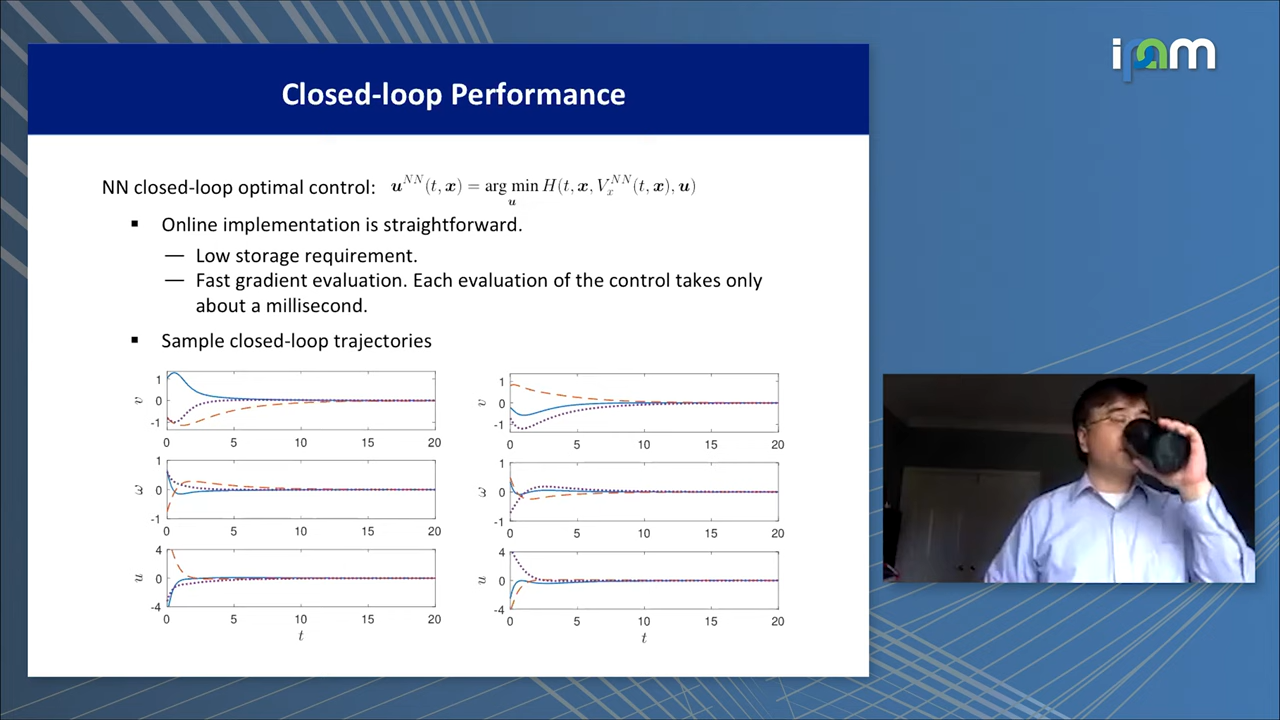 ipam
Closed-loop Performance
NN closed-loop optimal control: u^{NN}(t, x) = arg min_u H(t, x, V_x^{NN}(t, x), u)
▪ Online implementation is straightforward.
— Low storage requirement.
— Fast gradient evaluation. Each evaluation of the control takes only
about a millisecond.
▪ Sample closed-loop trajectories
v
1
0
-1
0 5 10 15 20
ω
1
0
-1
0 5 10 15 20
u
4
0
-4
0 5 10 15 20
t
v
1
0
-1
0 5 10 15 20
ω
1
0
-1
0 5 10 15 20
u
4
0
-4
0 5 10 15 20
t